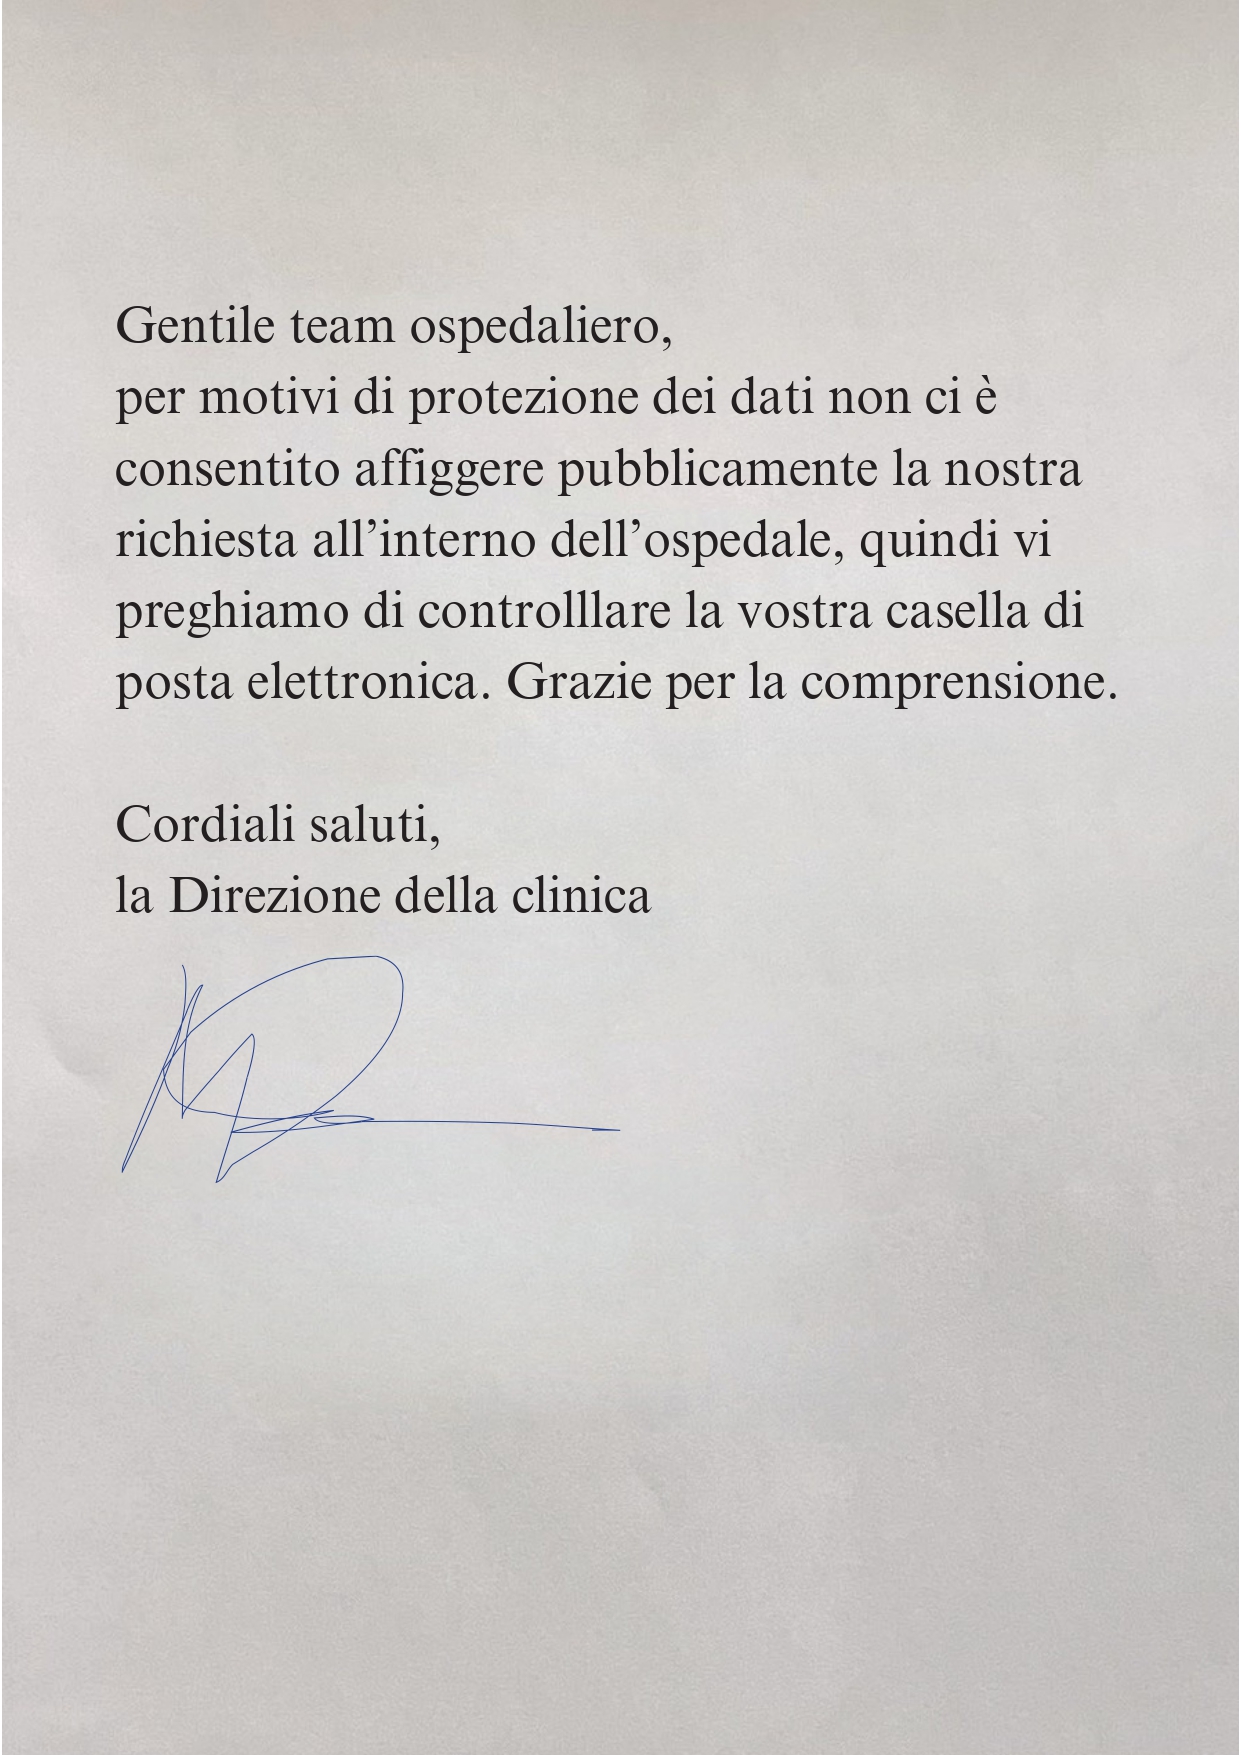 Gentile team ospedaliero,
per motivi di protezione dei dati non ci è
consentito affiggere pubblicamente la nostra
richiesta all’interno dell’ospedale, quindi vi
preghiamo di controlllare la vostra casella di
posta elettronica. Grazie per la comprensione.
Cordiali saluti,
la Direzione della clinica